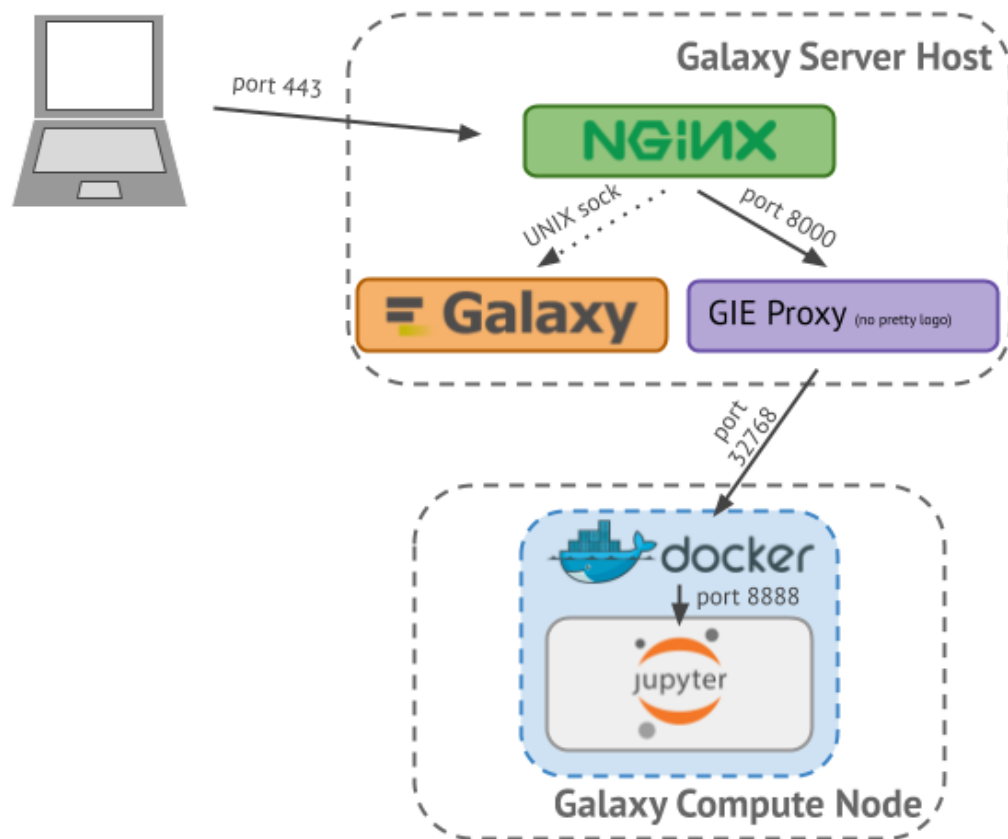 Galaxy Server Host
port 443
NGiNX
UNIX sock
port 8000
Galaxy
GIE Proxy (no pretty logo)
port
32768
docker
port 8888
jupyter
Galaxy Compute Node